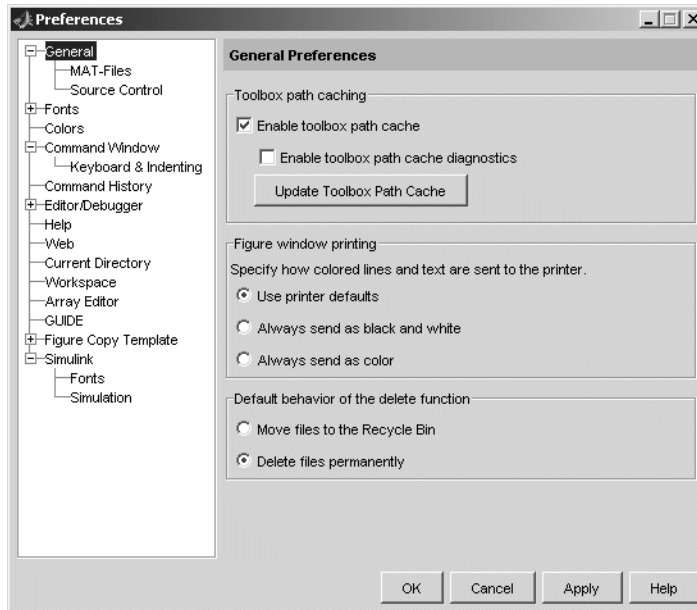 Preferences
General
MAT-Files
Source Control
Fonts
Colors
Command Window
Keyboard & Indenting
Command History
Editor/Debugger
Help
Web
Current Directory
Workspace
Array Editor
GUIDE
Figure Copy Template
Simulink
Fonts
Simulation
General Preferences
Toolbox path caching
Enable toolbox path cache
Enable toolbox path cache diagnostics
Update Toolbox Path Cache
Figure window printing
Specify how colored lines and text are sent to the printer.
Use printer defaults
Always send as black and white
Always send as color
Default behavior of the delete function
Move files to the Recycle Bin
Delete files permanently
OK
Cancel
Apply
Help